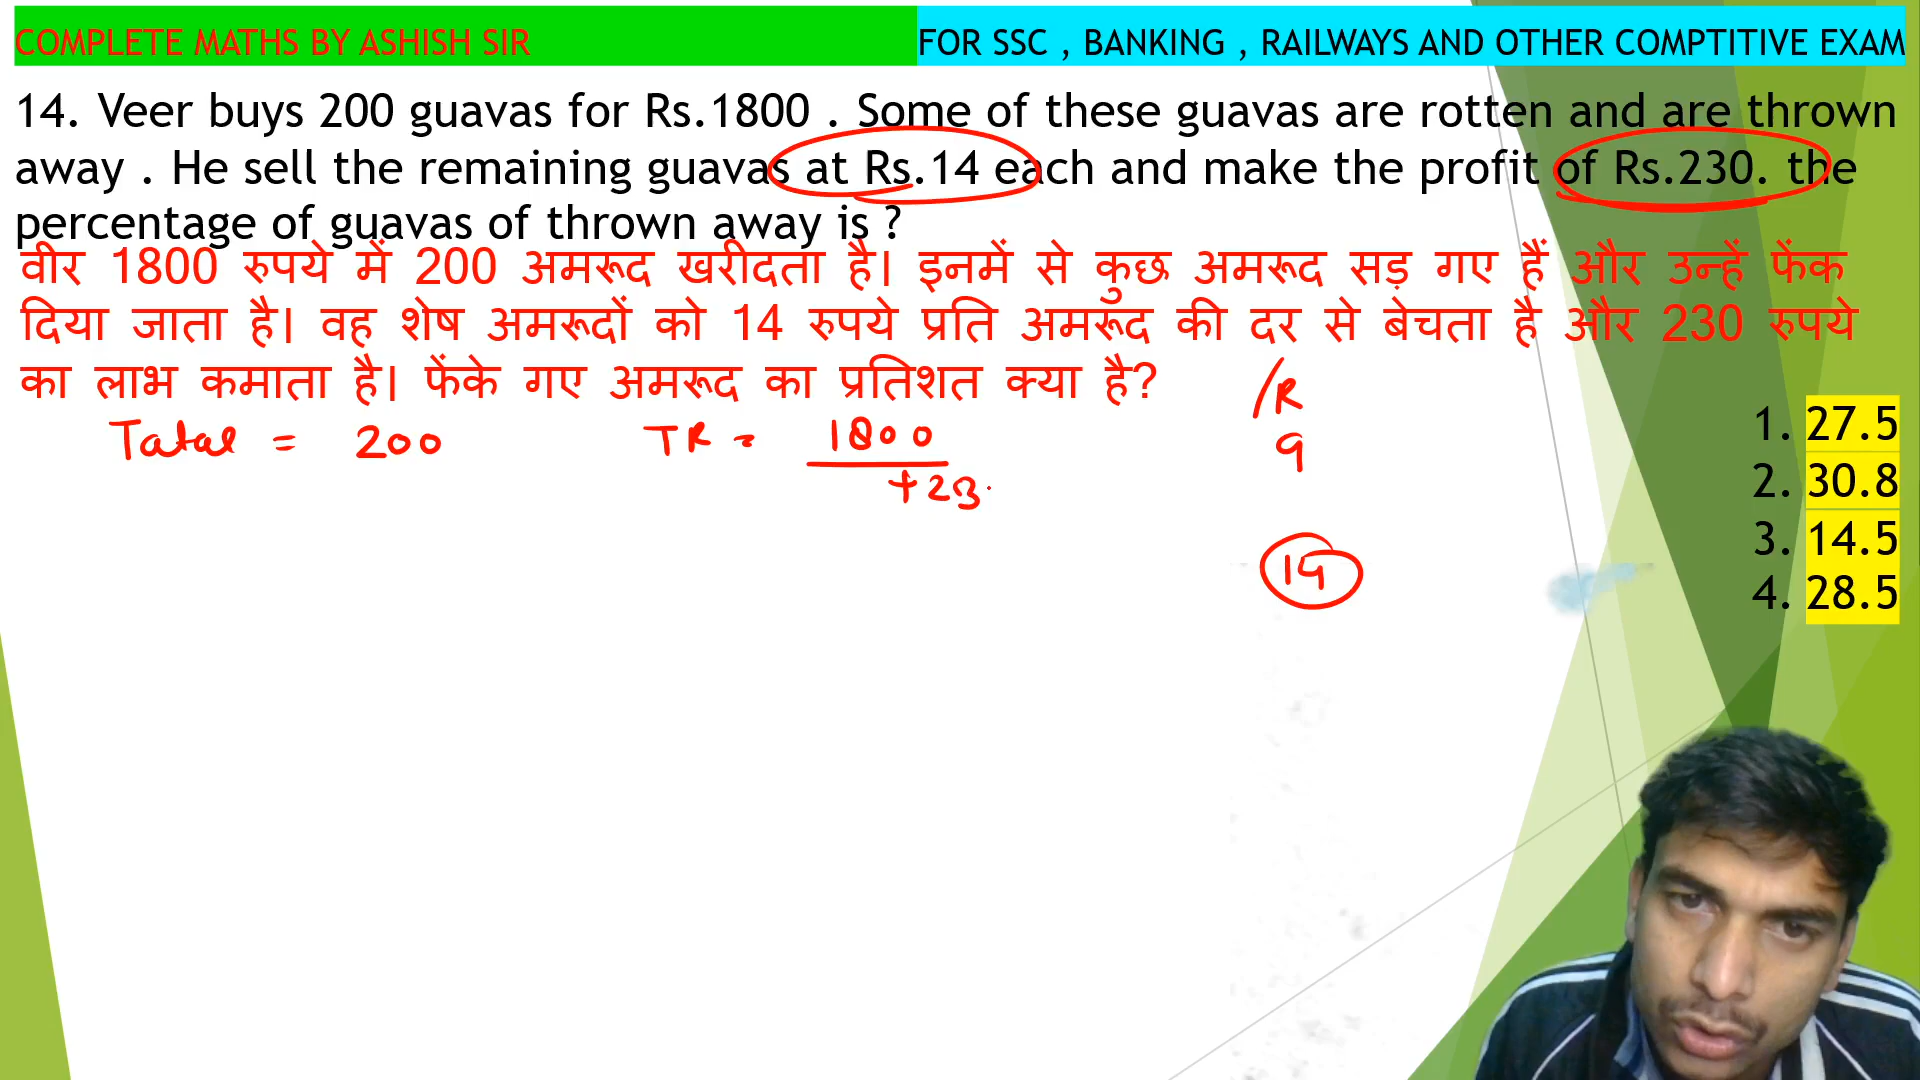 COMPLETE MATHS BY ASHISH SIR FOR SSC , BANKING , RAILWAYS AND OTHER COMPTITIVE EXAM
14. Veer buys 200 guavas for Rs.1800 . Some of these guavas are rotten and are thrown
away . He sell the remaining guavas at Rs.14 each and make the profit of Rs.230. the
percentage of guavas of thrown away is ?
वीर 1800 रुपये में 200 अमरूद खरीदता है। इनमें से कुछ अमरूद सड़ गए हैं और उन्हें फेंक
दिया जाता है। वह शेष अमरूदों को 14 रुपये प्रति अमरूद की दर से बेचता है और 230 रुपये
का लाभ कमाता है। फेंके गए अमरूद का प्रतिशत क्या है?
/R
Tatal = 200 TR = 1800
9
+23
14
1. 27.5
2. 30.8
3. 14.5
4. 28.5